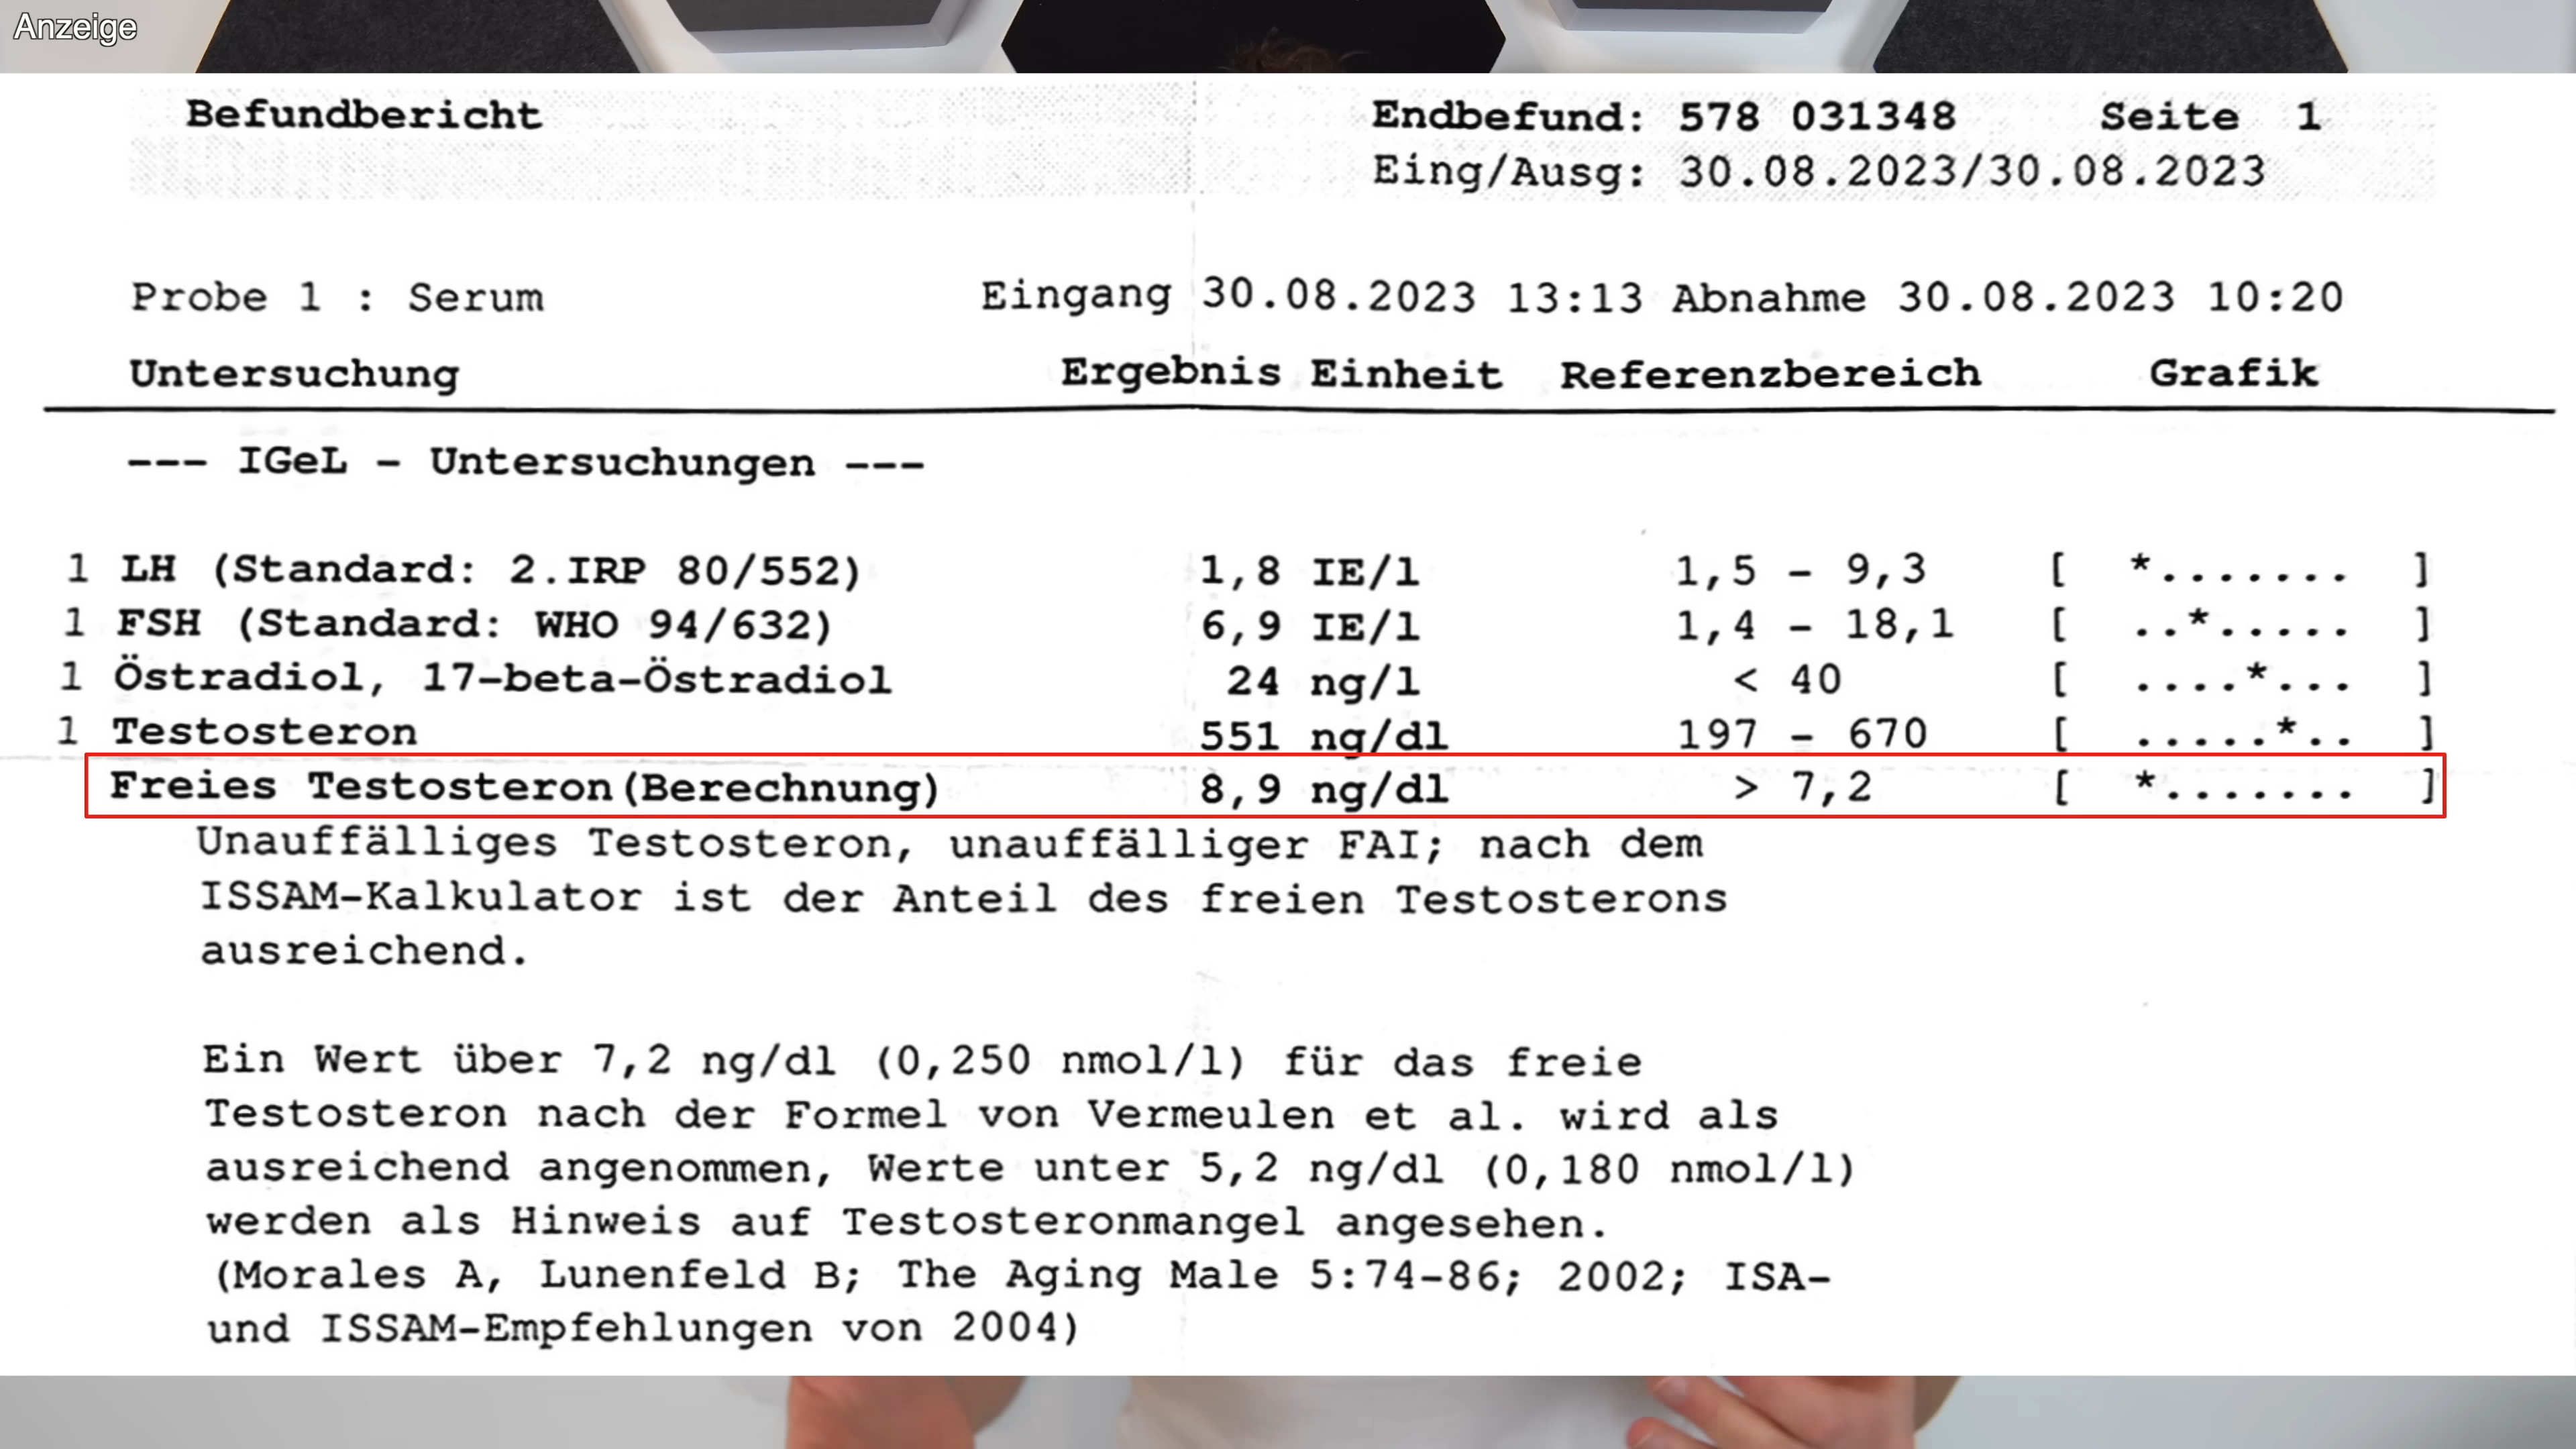 Anzeige
Befundbericht Endbefund: 578 031348 Seite 1
Eing/Ausg: 30.08.2023/30.08.2023
Probe 1 : Serum Eingang 30.08.2023 13:13 Abnahme 30.08.2023 10:20
Untersuchung Ergebnis Einheit Referenzbereich Grafik
--- IGeL - Untersuchungen ---
1 LH (Standard: 2.IRP 80/552) 1,8 IE/l 1,5 - 9,3 [ *....... ]
1 FSH (Standard: WHO 94/632) 6,9 IE/l 1,4 - 18,1 [ ..*..... ]
1 Östradiol, 17-beta-Östradiol 24 ng/l < 40 [ ....*... ]
1 Testosteron 551 ng/dl 197 - 670 [ .....*.. ]
Freies Testosteron(Berechnung) 8,9 ng/dl > 7,2 [ *....... ]
Unauffälliges Testosteron, unauffälliger FAI; nach dem
ISSAM-Kalkulator ist der Anteil des freien Testosterons
ausreichend.
Ein Wert über 7,2 ng/dl (0,250 nmol/l) für das freie
Testosteron nach der Formel von Vermeulen et al. wird als
ausreichend angenommen, Werte unter 5,2 ng/dl (0,180 nmol/l)
werden als Hinweis auf Testosteronmangel angesehen.
(Morales A, Lunenfeld B; The Aging Male 5:74-86; 2002; ISA-
und ISSAM-Empfehlungen von 2004)